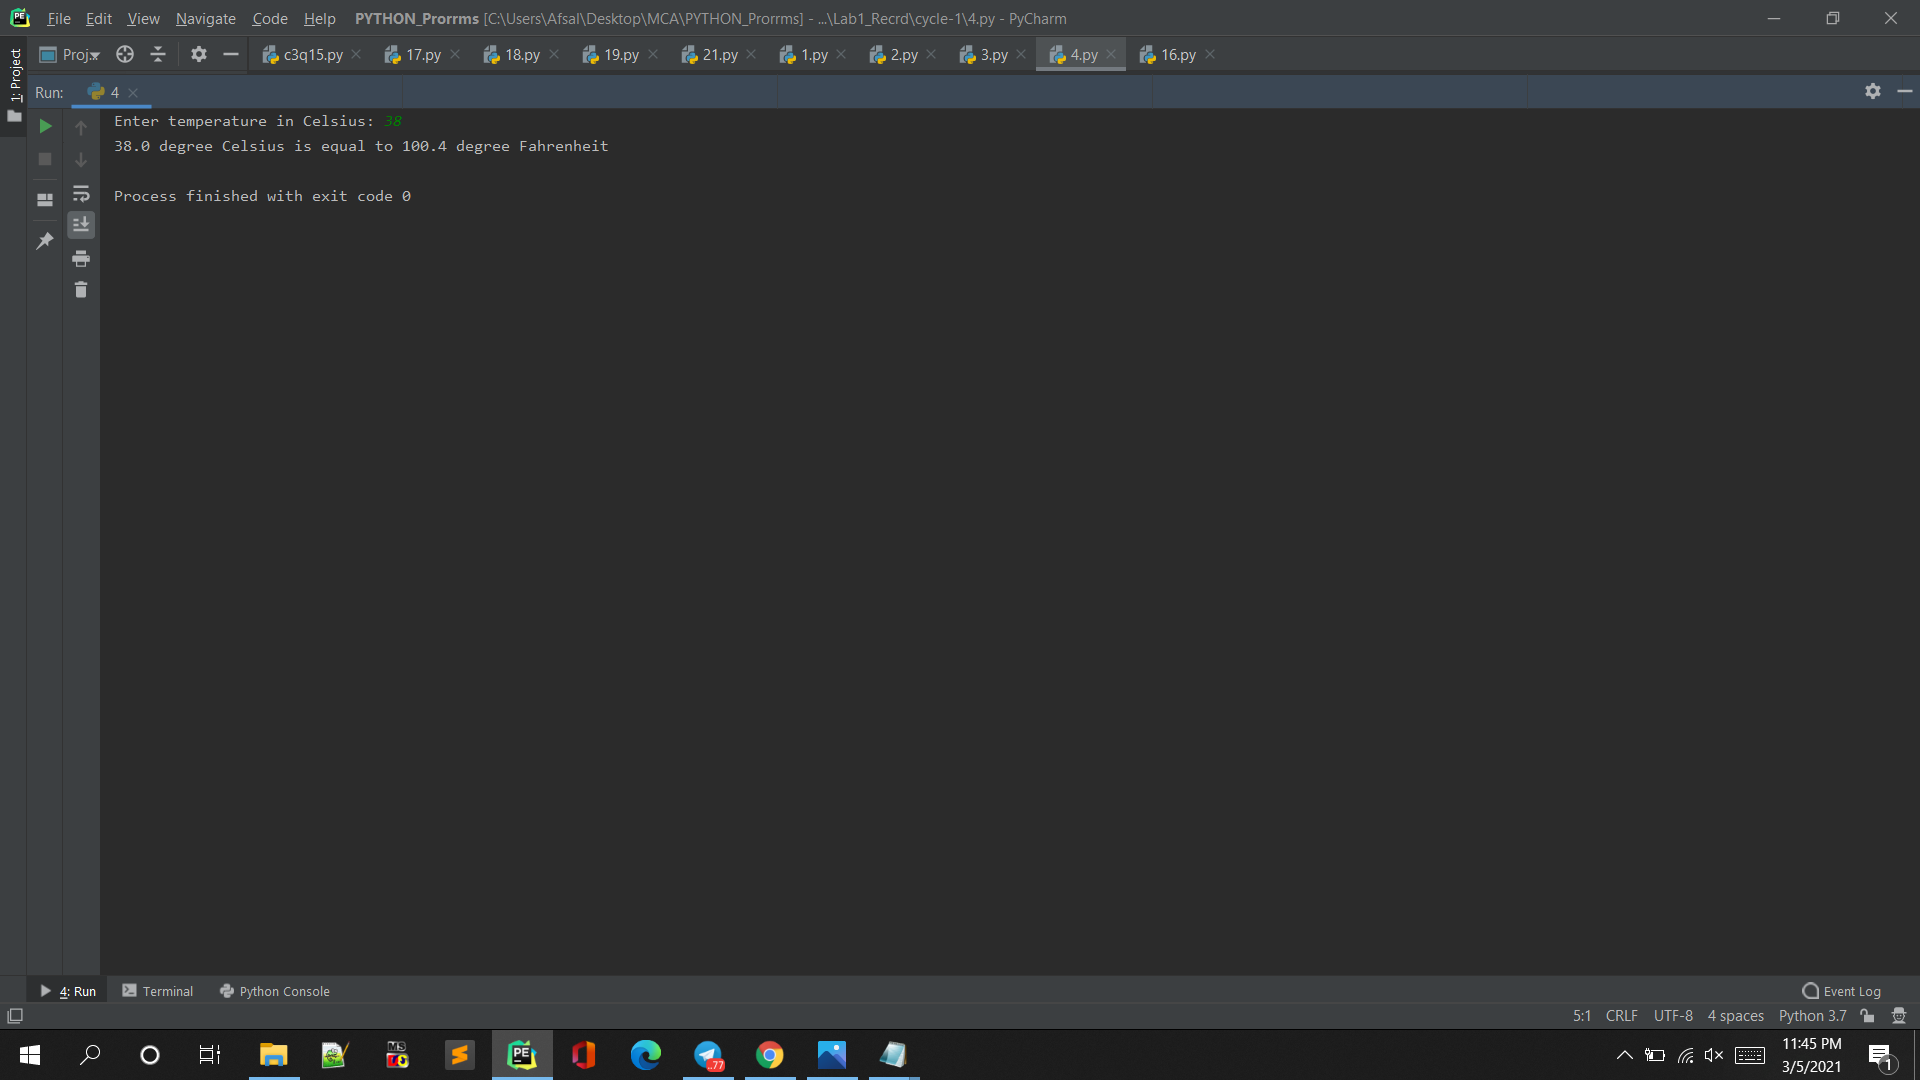 File Edit View Navigate Code Help PYTHON_Prorrms [C:\Users\Afsal\Desktop\MCA\PYTHON_Prorrms] - ...\Lab1_Recrd\cycle-1\4.py - PyCharm
1: Project
Proj c3q15.py 17.py 18.py 19.py 21.py 1.py 2.py 3.py 4.py 16.py
Run: 4
Enter temperature in Celsius: 38
38.0 degree Celsius is equal to 100.4 degree Fahrenheit
Process finished with exit code 0
4: Run Terminal Python Console Event Log
5:1 CRLF UTF-8 4 spaces Python 3.7
PE
MS
..77
11:45 PM
3/5/2021
1